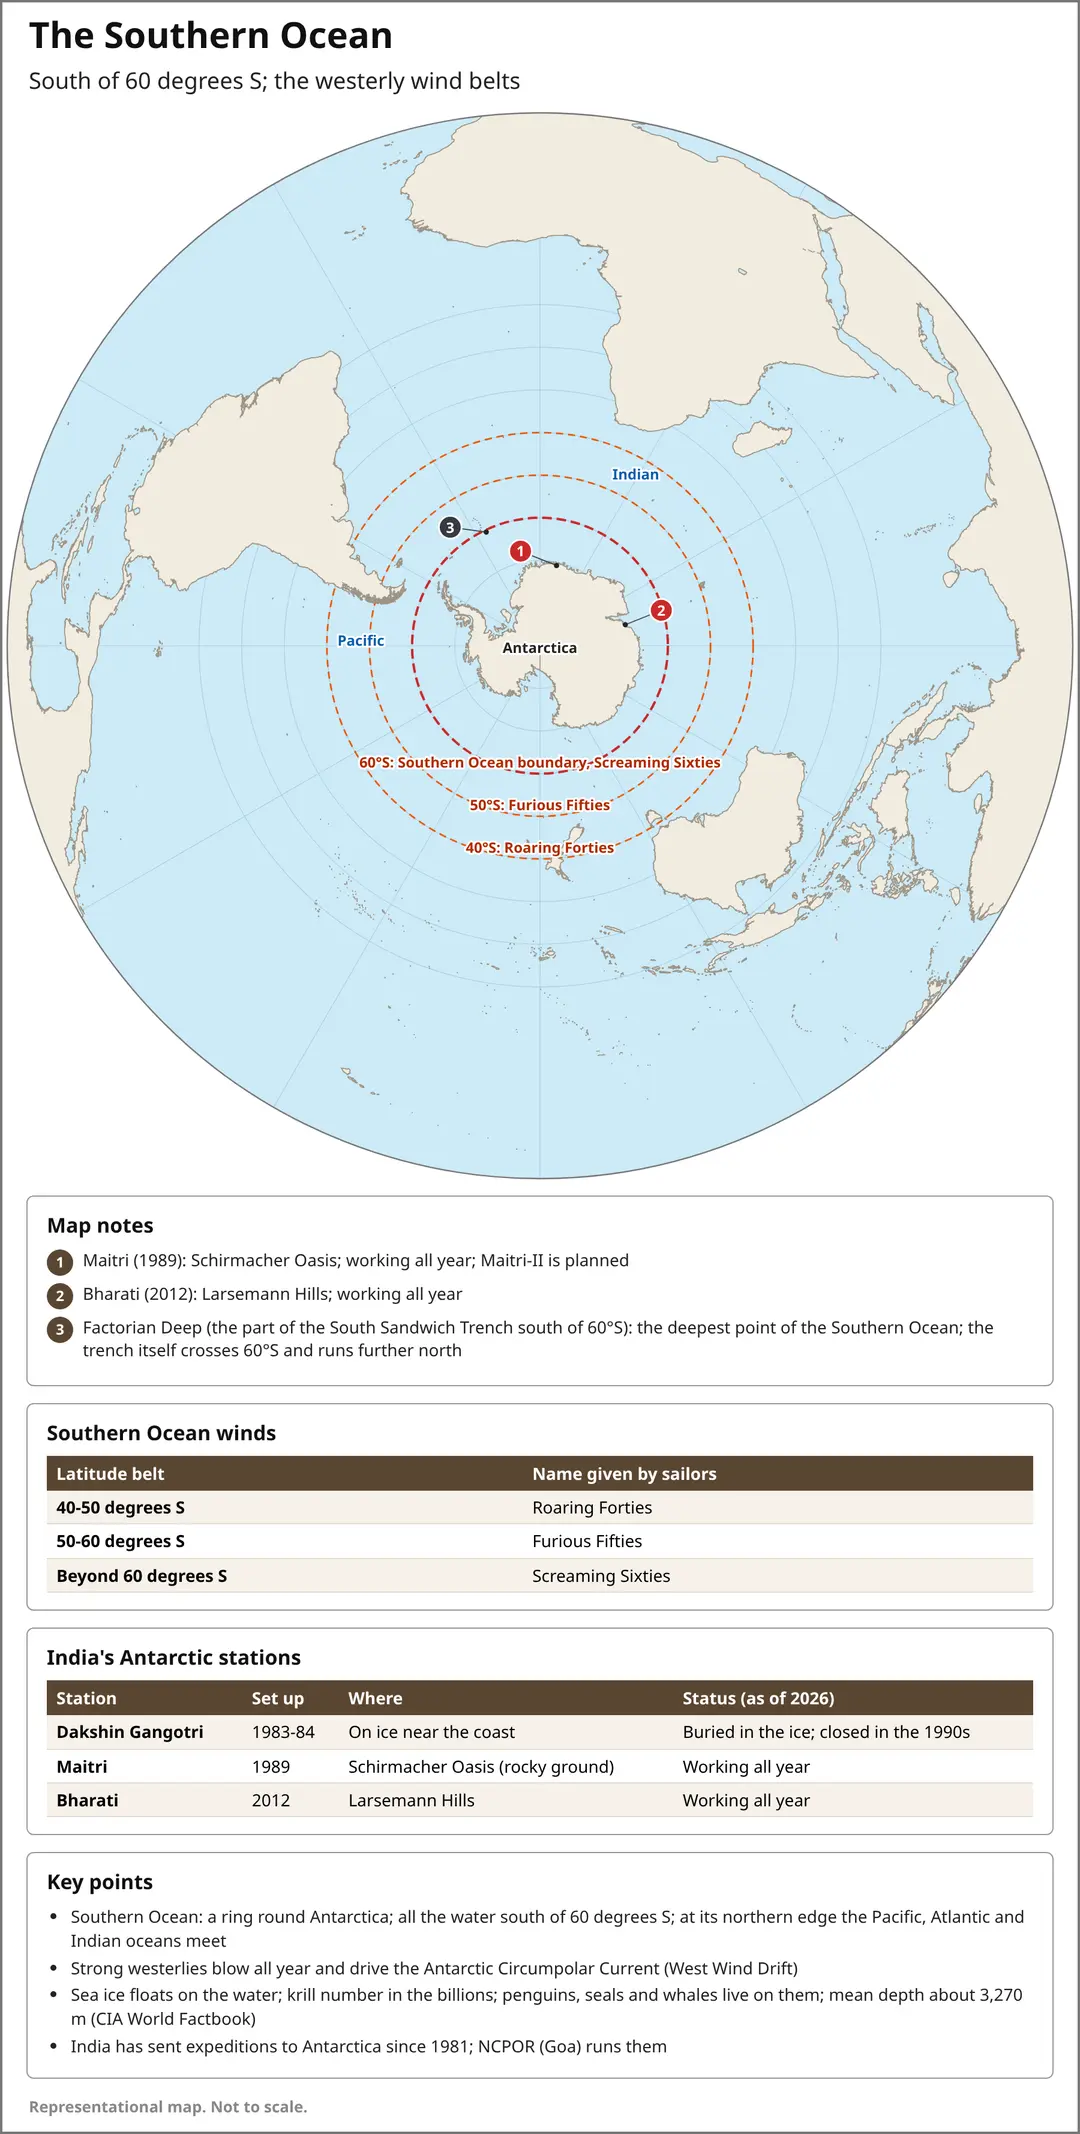 The Southern Ocean
South of 60 degrees S; the westerly wind belts
Indian
3
1
2
Pacific
Antarctica
60°S: Southern Ocean boundary, Screaming Sixties
50°S: Furious Fifties
40°S: Roaring Forties
Map notes
1 Maitri (1989): Schirmacher Oasis; working all year; Maitri-II is planned
2 Bharati (2012): Larsemann Hills; working all year
3 Factorian Deep (the part of the South Sandwich Trench south of 60°S): the deepest point of the Southern Ocean; the
trench itself crosses 60°S and runs further north
Southern Ocean winds
Latitude belt Name given by sailors
40-50 degrees S Roaring Forties
50-60 degrees S Furious Fifties
Beyond 60 degrees S Screaming Sixties
India's Antarctic stations
Station Set up Where Status (as of 2026)
Dakshin Gangotri 1983-84 On ice near the coast Buried in the ice; closed in the 1990s
Maitri 1989 Schirmacher Oasis (rocky ground) Working all year
Bharati 2012 Larsemann Hills Working all year
Key points
• Southern Ocean: a ring round Antarctica; all the water south of 60 degrees S; at its northern edge the Pacific, Atlantic and
Indian oceans meet
• Strong westerlies blow all year and drive the Antarctic Circumpolar Current (West Wind Drift)
• Sea ice floats on the water; krill number in the billions; penguins, seals and whales live on them; mean depth about 3,270
m (CIA World Factbook)
• India has sent expeditions to Antarctica since 1981; NCPOR (Goa) runs them
Representational map. Not to scale.